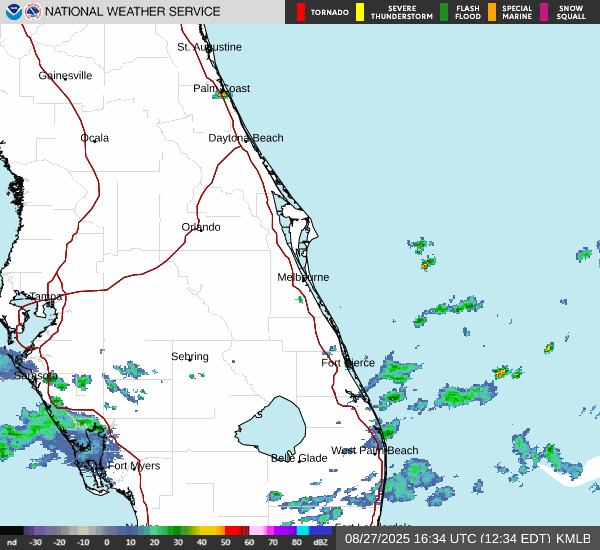 NATIONAL WEATHER SERVICE
TORNADO
SEVERE THUNDERSTORM
FLASH FLOOD
SPECIAL MARINE
SNOW SQUALL
St. Augustine
Gainesville
Palm Coast
Ocala
Daytona Beach
Orlando
Melbourne
Tampa
Sebring
Fort Pierce
Sarasota
West Palm Beach
Belle Glade
Fort Myers
nd -30 -20 -10 0 10 20 30 40 50 60 70 80 dBZ
08/27/2025 16:34 UTC (12:34 EDT) KMLB